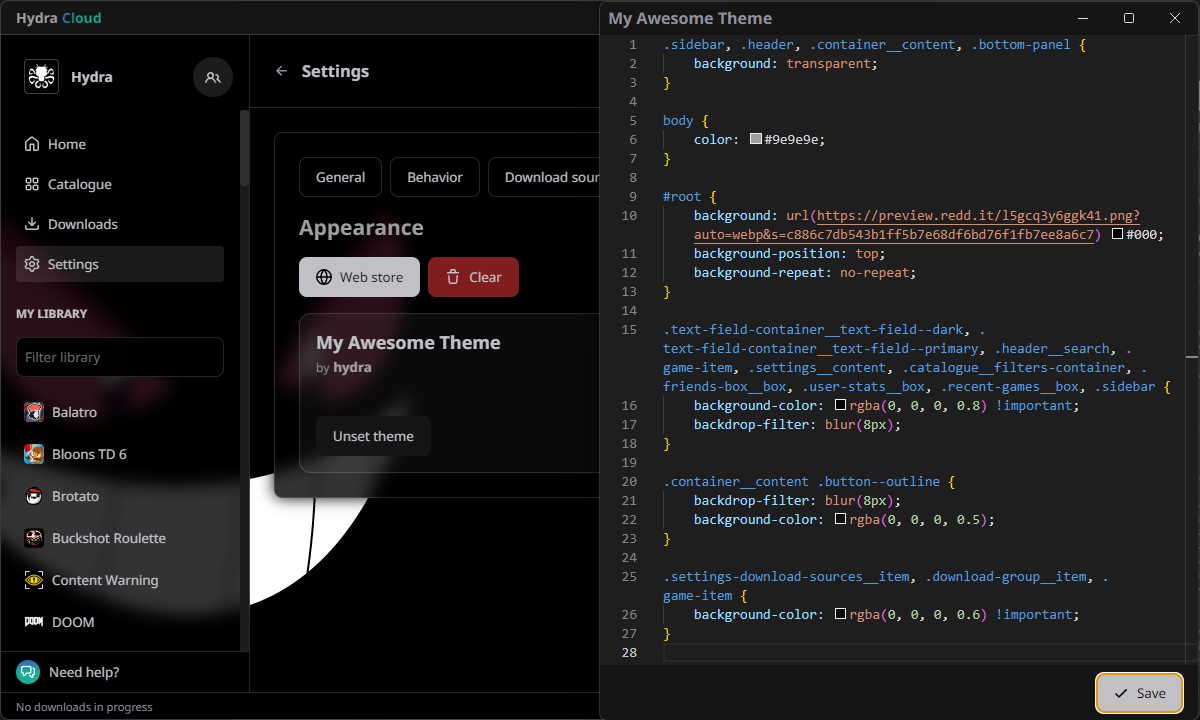 Hydra Cloud
Hydra
Home
Catalogue
Downloads
Settings
MY LIBRARY
Filter library
Balatro
Bloons TD 6
Brotato
Buckshot Roulette
Content Warning
DOOM
Need help?
No downloads in progress
Settings
General
Behavior
Download sour
Appearance
Web store
Clear
My Awesome Theme
by hydra
Unset theme
My Awesome Theme
1 .sidebar, .header, .container__content, .bottom-panel {
2 background: transparent;
3 }
4
5 body {
6 color: #9e9e9e;
7 }
8
9 #root {
10 background: url(https://preview.redd.it/l5gcq3y6ggk41.png?
auto=webp&s=c886c7db543b1ff5b7e68df6bd76f1fb7ee8a6c7) #000;
11 background-position: top;
12 background-repeat: no-repeat;
13 }
14
15 .text-field-container__text-field--dark, .
text-field-container__text-field--primary, .header__search, .
game-item, .settings__content, .catalogue__filters-container, .
friends-box__box, .user-stats__box, .recent-games__box, .sidebar {
16 background-color: rgba(0, 0, 0, 0.8) !important;
17 backdrop-filter: blur(8px);
18 }
19
20 .container__content .button--outline {
21 backdrop-filter: blur(8px);
22 background-color: rgba(0, 0, 0, 0.5);
23 }
24
25 .settings-download-sources__item, .download-group__item, .
game-item {
26 background-color: rgba(0, 0, 0, 0.6) !important;
27 }
28
Save